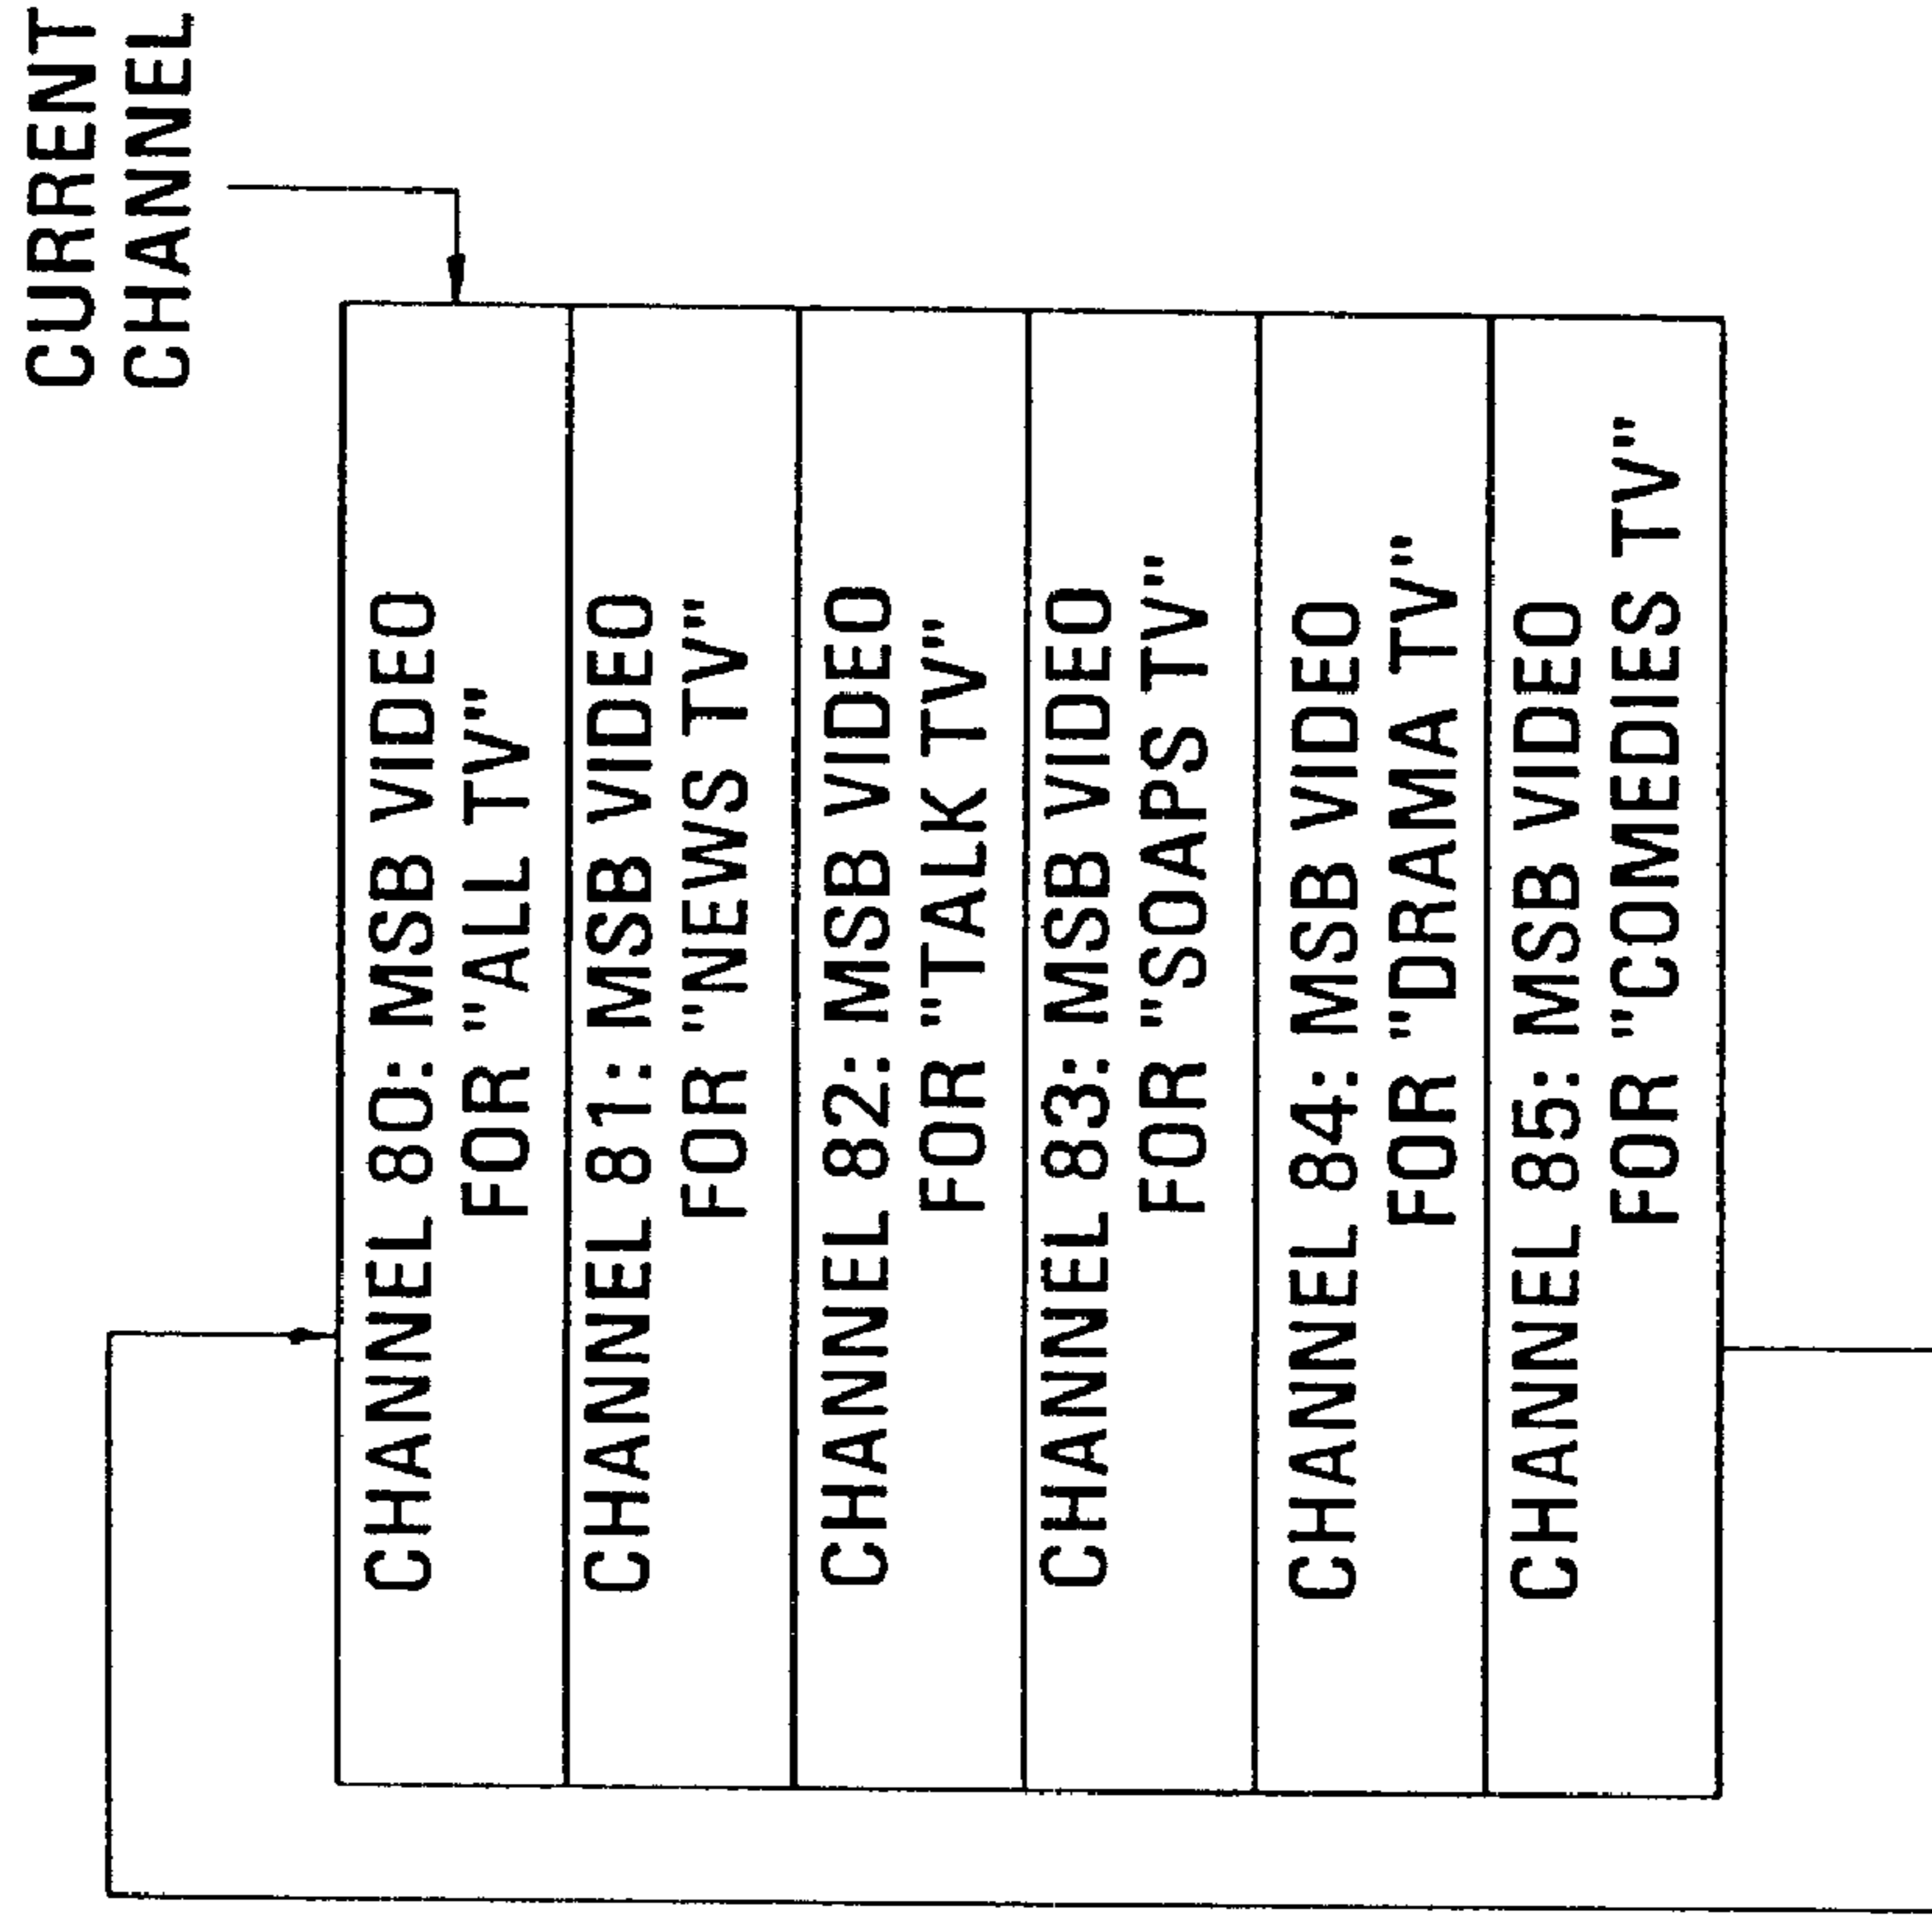 CURRENT
CHANNEL
CHANNEL 80: MSB VIDEO
FOR "ALL TV"
CHANNEL 81: MSB VIDEO
FOR "NEWS TV"
CHANNEL 82: MSB VIDEO
FOR "TALK TV"
CHANNEL 83: MSB VIDEO
FOR "SOAPS TV"
CHANNEL 84: MSB VIDEO
FOR "DRAMA TV"
CHANNEL 85: MSB VIDEO
FOR "COMEDIES TV"